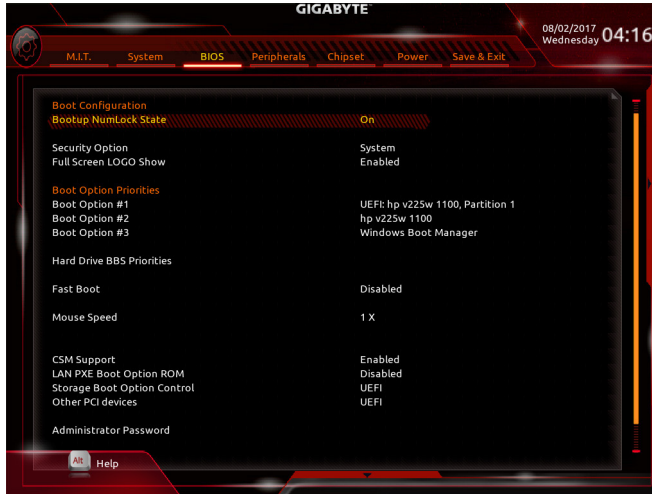 GIGABYTE™
08/02/2017
Wednesday 04:16
M.I.T. System BIOS Peripherals Chipset Power Save & Exit
Boot Configuration
Bootup NumLock State On
Security Option System
Full Screen LOGO Show Enabled
Boot Option Priorities
Boot Option #1 UEFI: hp v225w 1100, Partition 1
Boot Option #2 hp v225w 1100
Boot Option #3 Windows Boot Manager
Hard Drive BBS Priorities
Fast Boot Disabled
Mouse Speed 1 X
CSM Support Enabled
LAN PXE Boot Option ROM Disabled
Storage Boot Option Control UEFI
Other PCI devices UEFI
Administrator Password
Alt Help